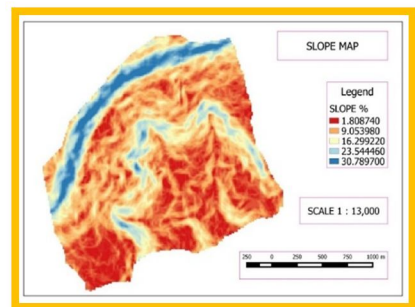 SLOPE MAP
Legend
SLOPE %
1.808740
9.053980
16.299220
23.544460
30.789700
SCALE 1 : 13,000
250 0 250 500 750 1000 m